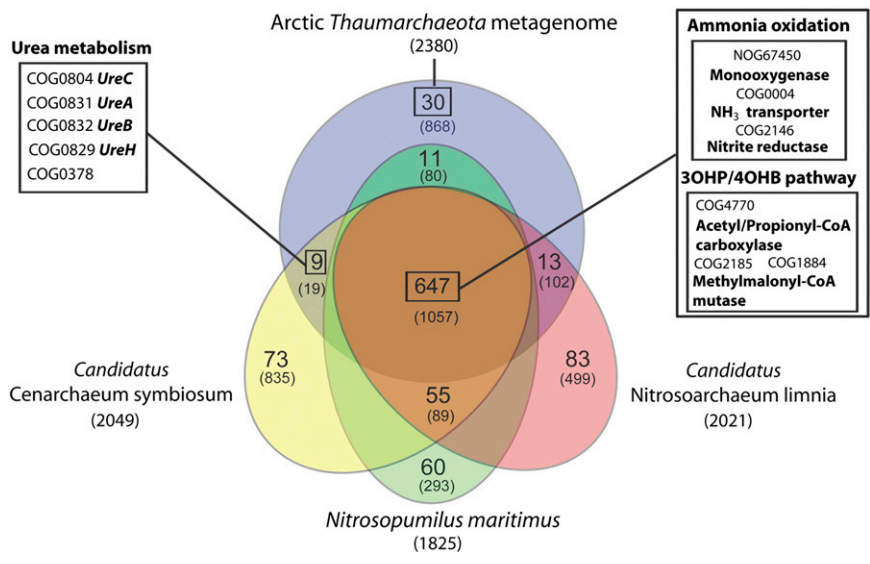 Arctic Thaumarchaeota metagenome
(2380)
Urea metabolism
COG0804 UreC
COG0831 UreA
COG0832 UreB
COG0829 UreH
COG0378
Ammonia oxidation
NOG67450
Monooxygenase
COG0004
NH₃ transporter
COG2146
Nitrite reductase
3OHP/4OHB pathway
COG4770
Acetyl/Propionyl-CoA
carboxylase
COG2185 COG1884
Methylmalonyl-CoA
mutase
30
(868)
11
(80)
9
(19)
647
(1057)
13
(102)
73
(835)
55
(89)
83
(499)
60
(293)
Candidatus
Cenarchaeum symbiosum
(2049)
Candidatus
Nitrosoarchaeum limnia
(2021)
Nitrosopumilus maritimus
(1825)